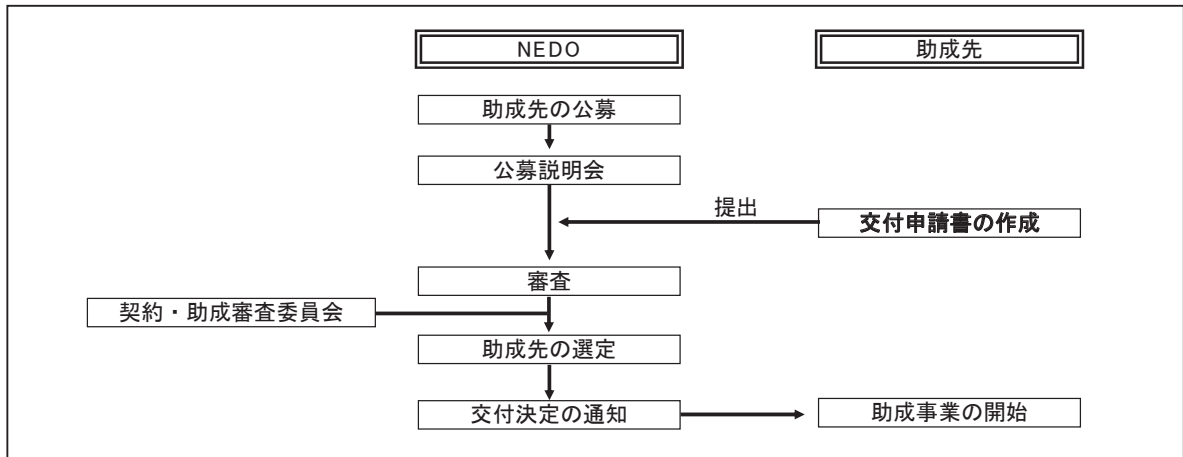 NEDO
助成先
助成先の公募
公募説明会
提出
交付申請書の作成
審査
契約・助成審査委員会
助成先の選定
交付決定の通知
助成事業の開始